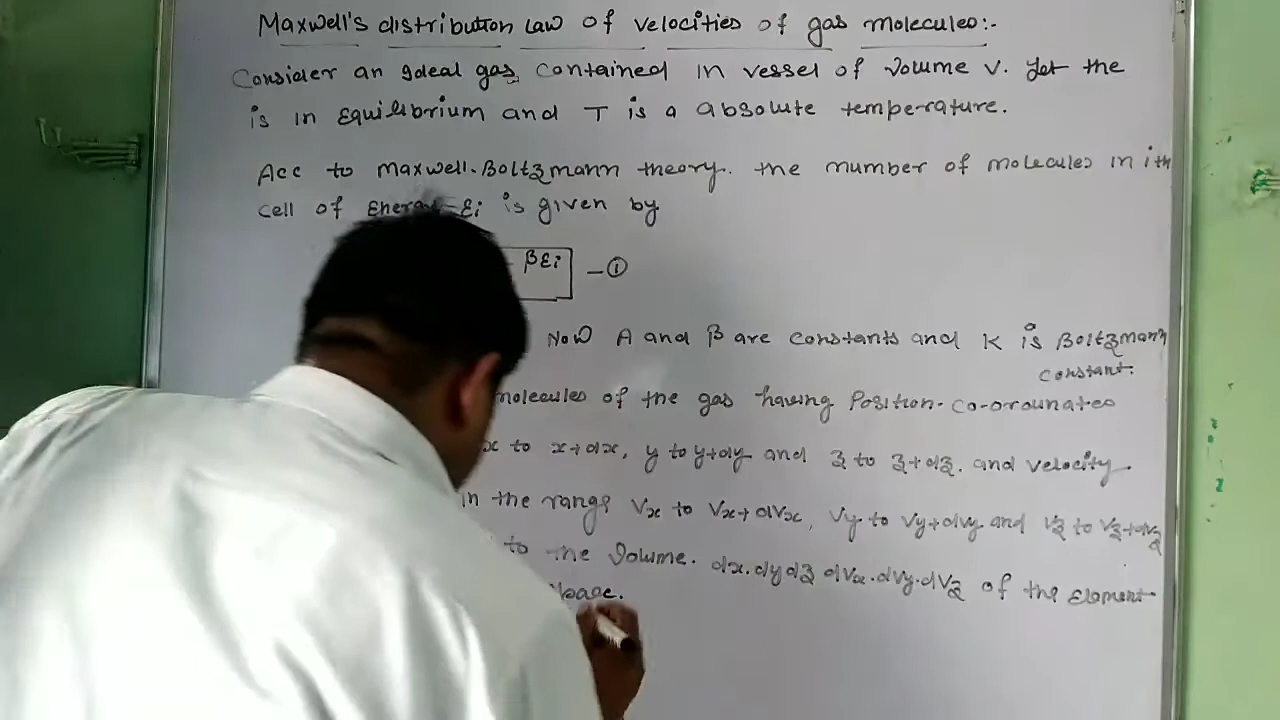 Maxwell's distribution Law of velocities of gas molecules:-
Consider an Ideal gas contained in vessel of volume V. Let the
is in Equilibrium and T is a absolute temperature.
Acc to Maxwell-Boltzmann theory. the number of molecules in ith
cell of Energy Ei is given by
βεi —①
Now A and β are constants and K is Boltzmann
constant.
molecules of the gas having Position-co-ordinates
x to x+dx, y to y+dy and z to z+dz. and velocity
in the range Vx to Vx+dVx, Vy to Vy+dVy and Vz to Vz+dVz
to the volume. dx.dydz dVx.dVy.dVz of the Element